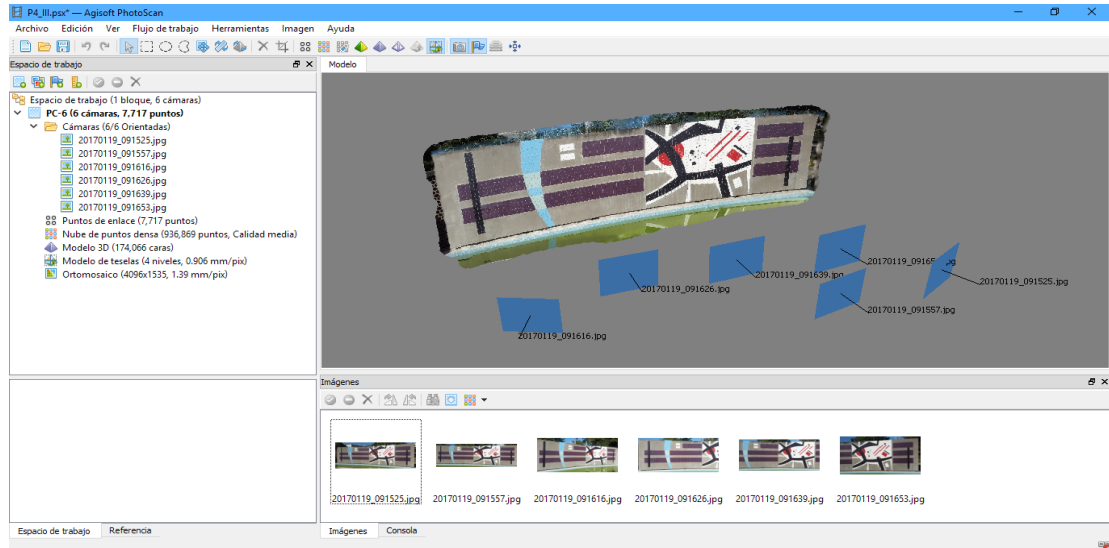 P4_III.psx* — Agisoft PhotoScan
Archivo Edición Ver Flujo de trabajo Herramientas Imagen Ayuda
Espacio de trabajo
Modelo
Espacio de trabajo (1 bloque, 6 cámaras)
PC-6 (6 cámaras, 7,717 puntos)
Cámaras (6/6 Orientadas)
20170119_091525.jpg
20170119_091557.jpg
20170119_091616.jpg
20170119_091626.jpg
20170119_091639.jpg
20170119_091653.jpg
Puntos de enlace (7,717 puntos)
Nube de puntos densa (936,869 puntos, Calidad media)
Modelo 3D (174,066 caras)
Modelo de teselas (4 niveles, 0.906 mm/pix)
Ortomosaico (4096x1535, 1.39 mm/pix)
20170119_091639.jpg
20170119_091525.jpg
20170119_091626.jpg
20170119_091557.jpg
20170119_091616.jpg
Imágenes
20170119_091525.jpg 20170119_091557.jpg 20170119_091616.jpg 20170119_091626.jpg 20170119_091639.jpg 20170119_091653.jpg
Espacio de trabajo Referencia
Imágenes Consola